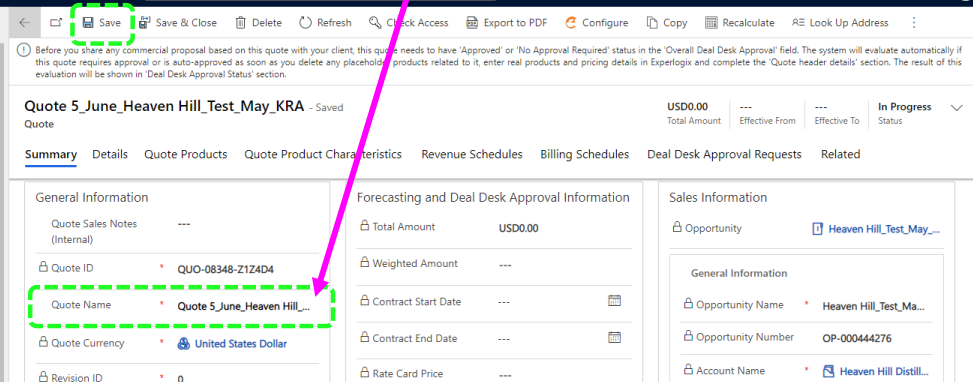 Save
Save & Close
Delete
Refresh
Check Access
Export to PDF
Configure
Copy
Recalculate
Look Up Address
Before you share any commercial proposal based on this quote with your client, this quote needs to have 'Approved' or 'No Approval Required' status in the 'Overall Deal Desk Approval' field. The system will evaluate automatically if
this quote requires approval or is auto-approved as soon as you delete any placeholder products related to it, enter real products and pricing details in Experlogix and complete the 'Quote header details' section. The result of this
evaluation will be shown in 'Deal Desk Approval Status' section.
Quote 5_June_Heaven Hill_Test_May_KRA - Saved
Quote
USD0.00
Total Amount
---
Effective From
---
Effective To
In Progress
Status
Summary
Details
Quote Products
Quote Product Characteristics
Revenue Schedules
Billing Schedules
Deal Desk Approval Requests
Related
General Information
Quote Sales Notes
(Internal)
---
Quote ID * QUO-08348-Z1Z4D4
Quote Name * Quote 5_June_Heaven Hill_...
Quote Currency * United States Dollar
Revision ID * 0
Forecasting and Deal Desk Approval Information
Total Amount USD0.00
Weighted Amount ---
Contract Start Date ---
Contract End Date ---
Rate Card Price ---
Sales Information
Opportunity Heaven Hill_Test_May_...
General Information
Opportunity Name * Heaven Hill_Test_Ma...
Opportunity Number OP-000444276
Account Name * Heaven Hill Distill...